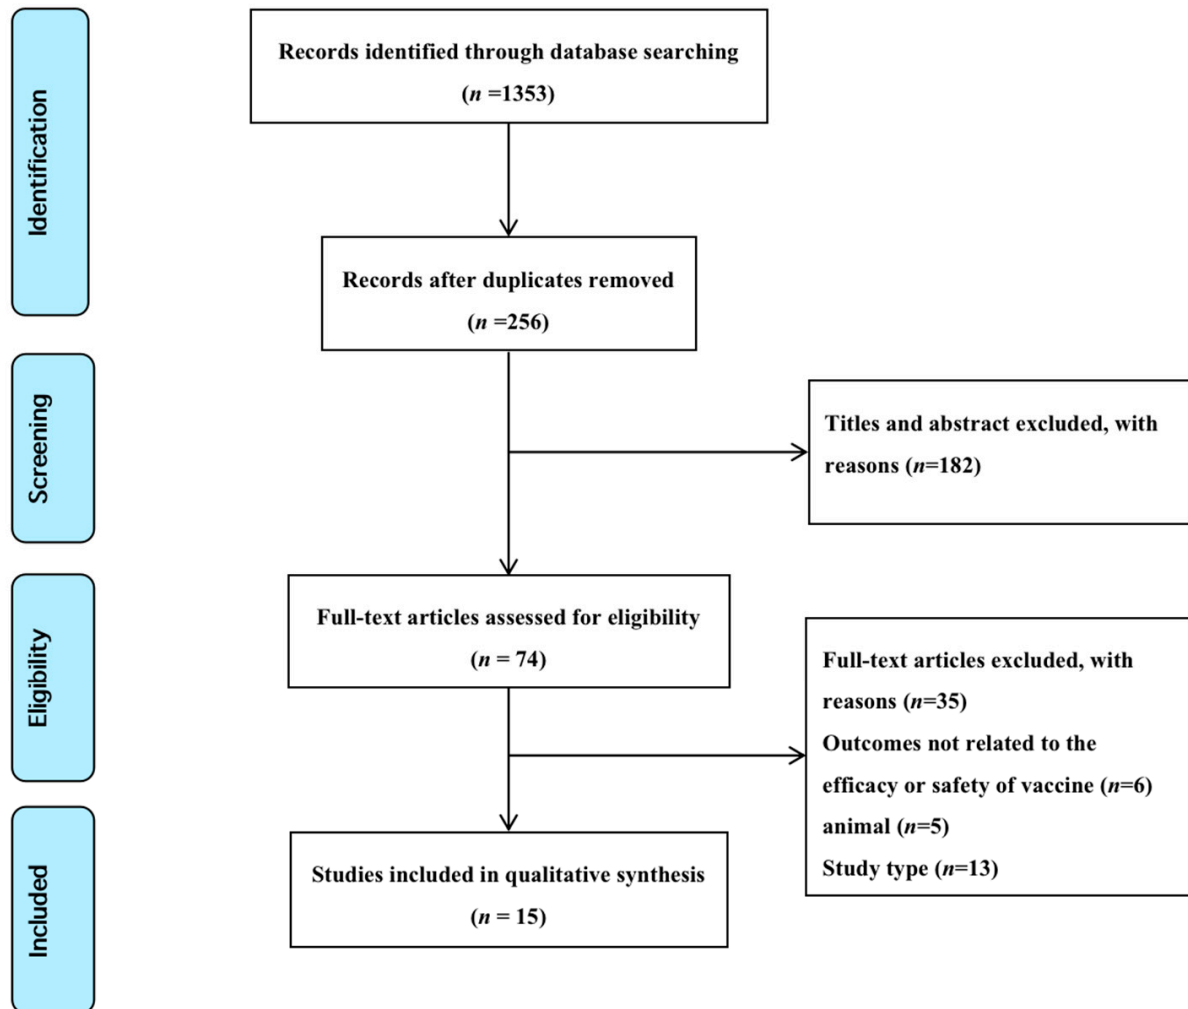 Identification
Records identified through database searching
(n =1353)
Records after duplicates removed
(n =256)
Screening
Titles and abstract excluded, with
reasons (n=182)
Eligibility
Full-text articles assessed for eligibility
(n = 74)
Full-text articles excluded, with
reasons (n=35)
Outcomes not related to the
efficacy or safety of vaccine (n=6)
animal (n=5)
Study type (n=13)
Included
Studies included in qualitative synthesis
(n = 15)